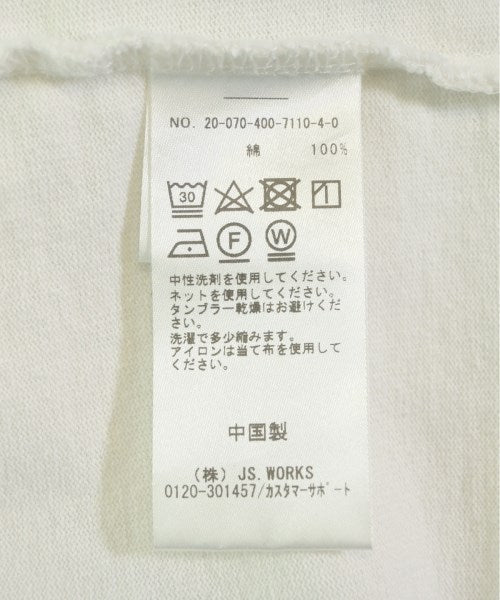 NO. 20-070-400-7110-4-0
綿 100%
30
F W
中性洗剤を使用してください。
ネットを使用してください。
タンブラー乾燥はお避けくだ
さい。
洗濯で多少縮みます。
アイロンは当て布を使用して
ください。
中国製
(株) JS.WORKS
0120-301457/ｶｽﾀﾏｰｻﾎﾟｰﾄ